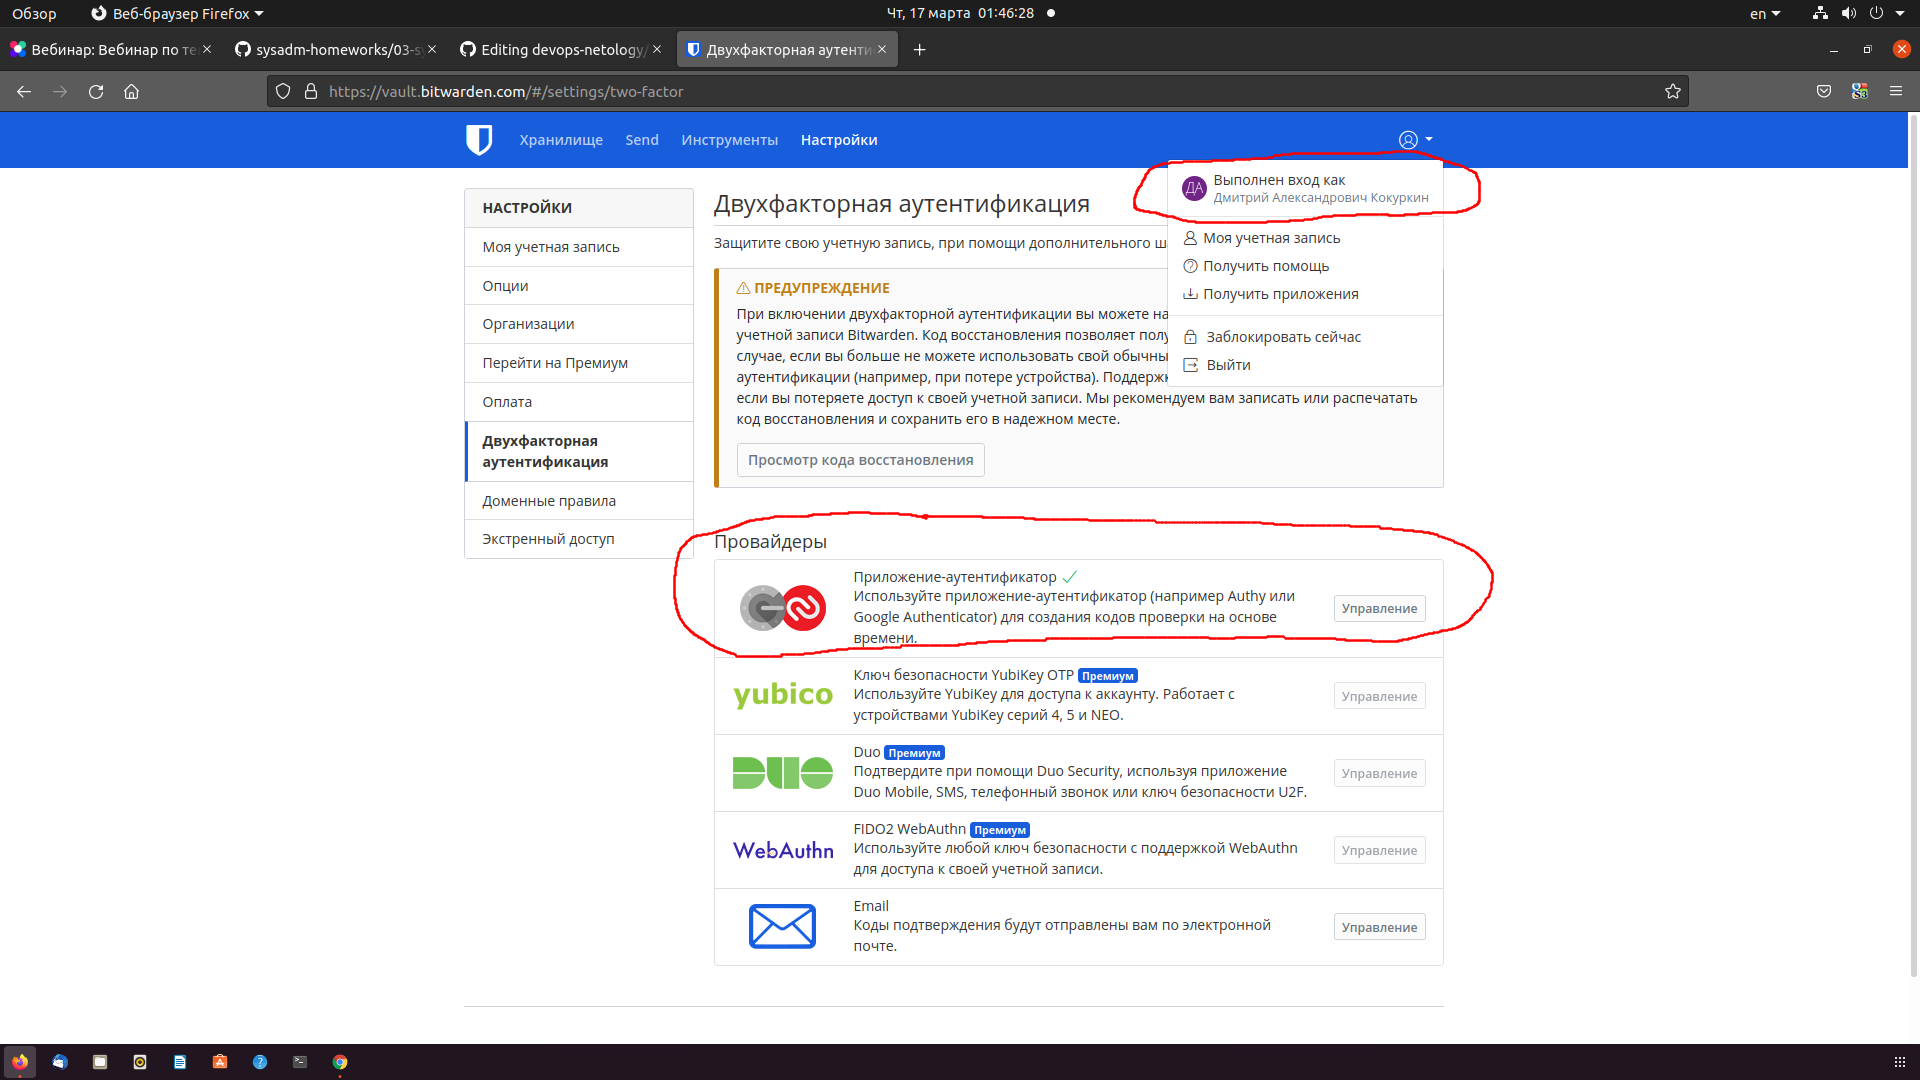 Обзор
Веб-браузер Firefox
Чт, 17 марта 01:46:28
en
Вебинар: Вебинар по те
sysadm-homeworks/03-sy
Editing devops-netology/
Двухфакторная аутенти
https://vault.bitwarden.com/#/settings/two-factor
Хранилище
Send
Инструменты
Настройки
ДА
Выполнен вход как
Дмитрий Александрович Кокуркин
Моя учетная запись
Получить помощь
Получить приложения
Заблокировать сейчас
Выйти
НАСТРОЙКИ
Моя учетная запись
Опции
Организации
Перейти на Премиум
Оплата
Двухфакторная
аутентификация
Доменные правила
Экстренный доступ
Двухфакторная аутентификация
Защитите свою учетную запись, при помощи дополнительного
ПРЕДУПРЕЖДЕНИЕ
При включении двухфакторной аутентификации вы можете
учетной записи Bitwarden. Код восстановления позволяет
случае, если вы больше не можете использовать свой
аутентификации (например, при потере устройства).
если вы потеряете доступ к своей учетной записи. Мы рекомендуем вам записать или распечатать
код восстановления и сохранить его в надежном месте.
Просмотр кода восстановления
Провайдеры
Приложение-аутентификатор
Используйте приложение-аутентификатор (например Authy или
Google Authenticator) для создания кодов проверки на основе
времени.
Управление
yubico
Ключ безопасности YubiKey OTP Премиум
Используйте YubiKey для доступа к аккаунту. Работает с
устройствами YubiKey серий 4, 5 и NEO.
Управление
DUO
Duo Премиум
Подтвердите при помощи Duo Security, используя приложение
Duo Mobile, SMS, телефонный звонок или ключ безопасности U2F.
Управление
WebAuthn
FIDO2 WebAuthn Премиум
Используйте любой ключ безопасности с поддержкой WebAuthn
для доступа к своей учетной записи.
Управление
Email
Коды подтверждения будут отправлены вам по электронной
почте.
Управление